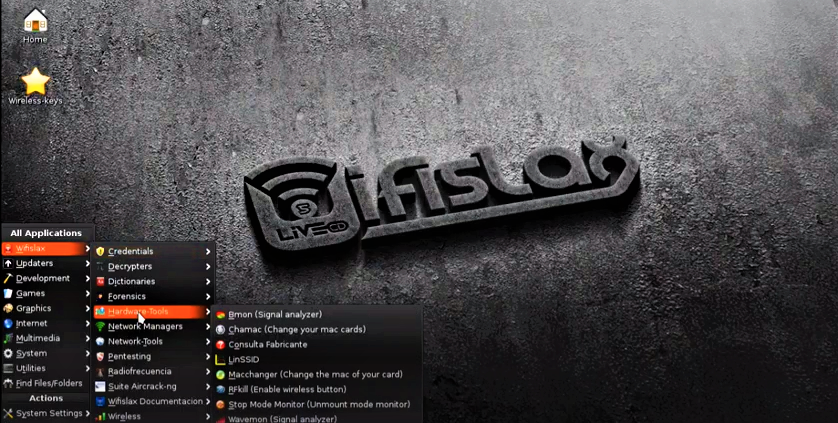 Home
Wireless-keys
WifisLax
LiVECD
All Applications
Wifislax
Updaters
Development
Games
Graphics
Internet
Multimedia
System
Utilities
Find Files/Folders
Actions
System Settings
Credentials
Decrypters
Dictionaries
Forensics
Hardware-Tools
Network Managers
Network-Tools
Pentesting
Radiofrecuencia
Suite Aircrack-ng
Wifislax Documentacion
Wireless
Bmon (Signal analyzer)
Chamac (Change your mac cards)
Consulta Fabricante
LinSSID
Macchanger (Change the mac of your card)
RFkill (Enable wireless button)
Stop Mode Monitor (Unmount mode monitor)
Wavemon (Signal analyzer)